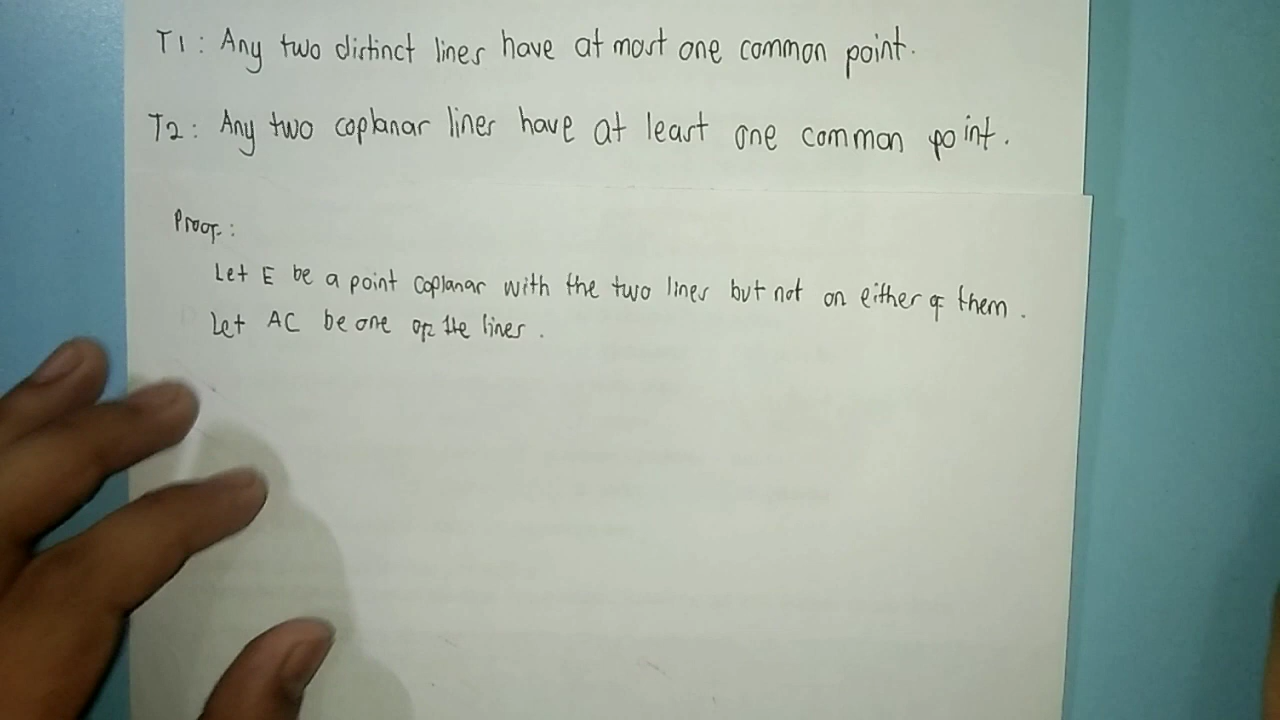 T1: Any two distinct lines have at most one common point.
T2: Any two coplanar lines have at least one common point.
Proof:
Let E be a point coplanar with the two lines but not on either of them.
Let AC be one of the lines.